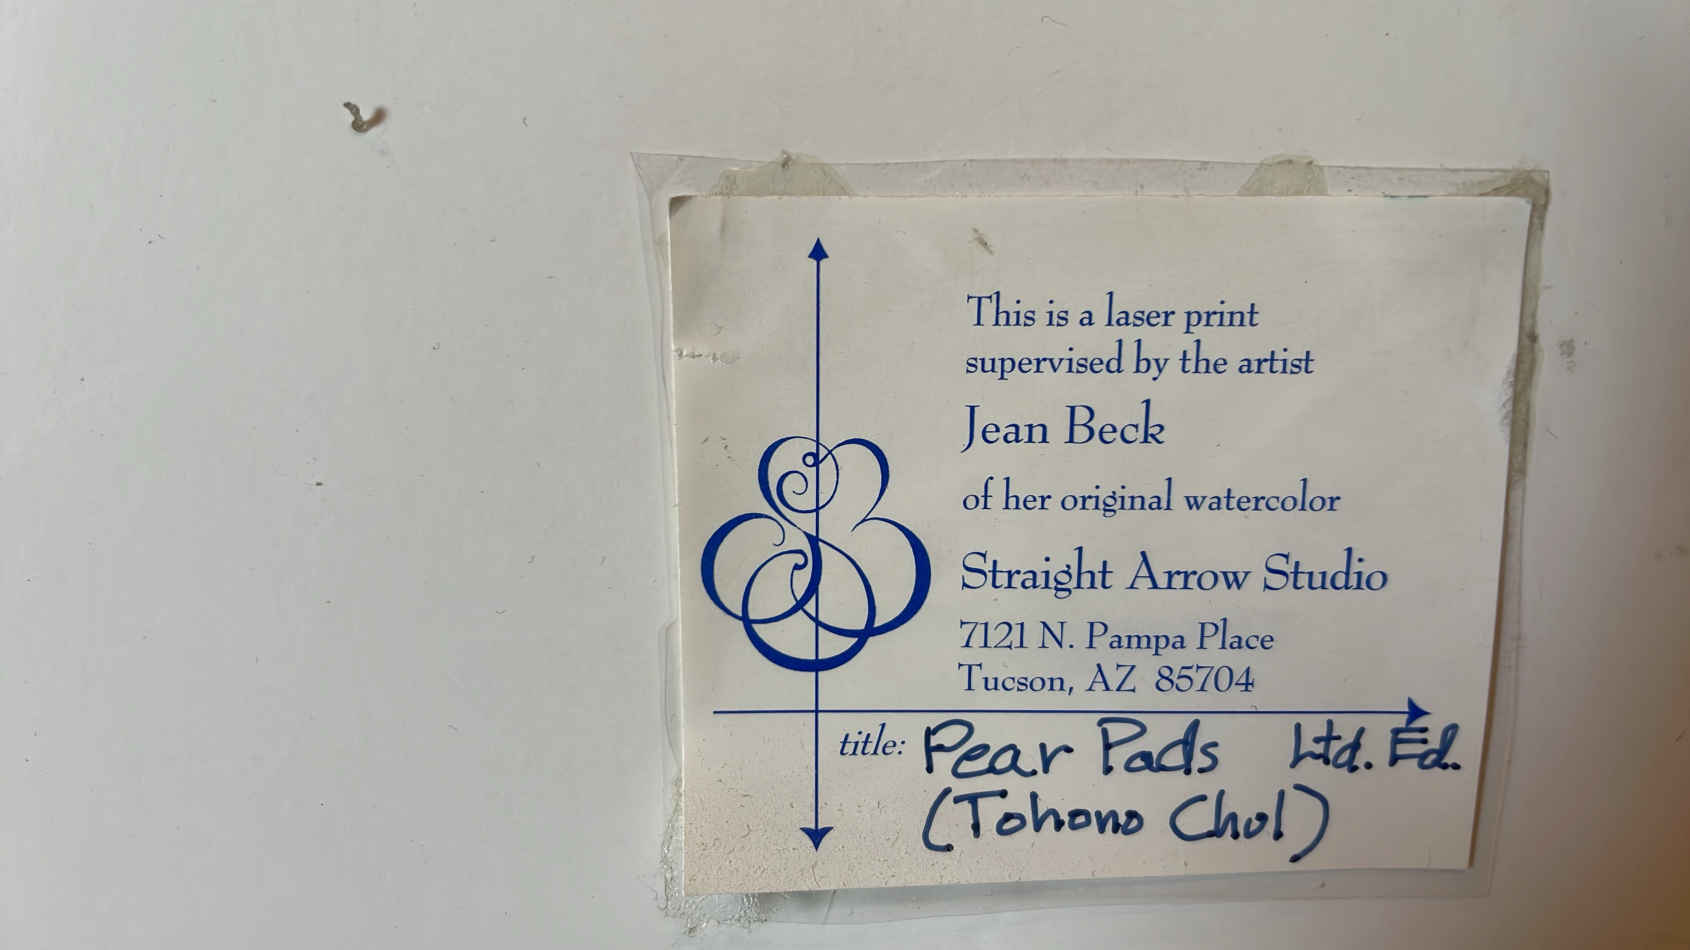 This is a laser print
supervised by the artist
Jean Beck
of her original watercolor
Straight Arrow Studio
7121 N. Pampa Place
Tucson, AZ 85704
title: Pear Pads Ltd. Ed.
(Tohono Chul)